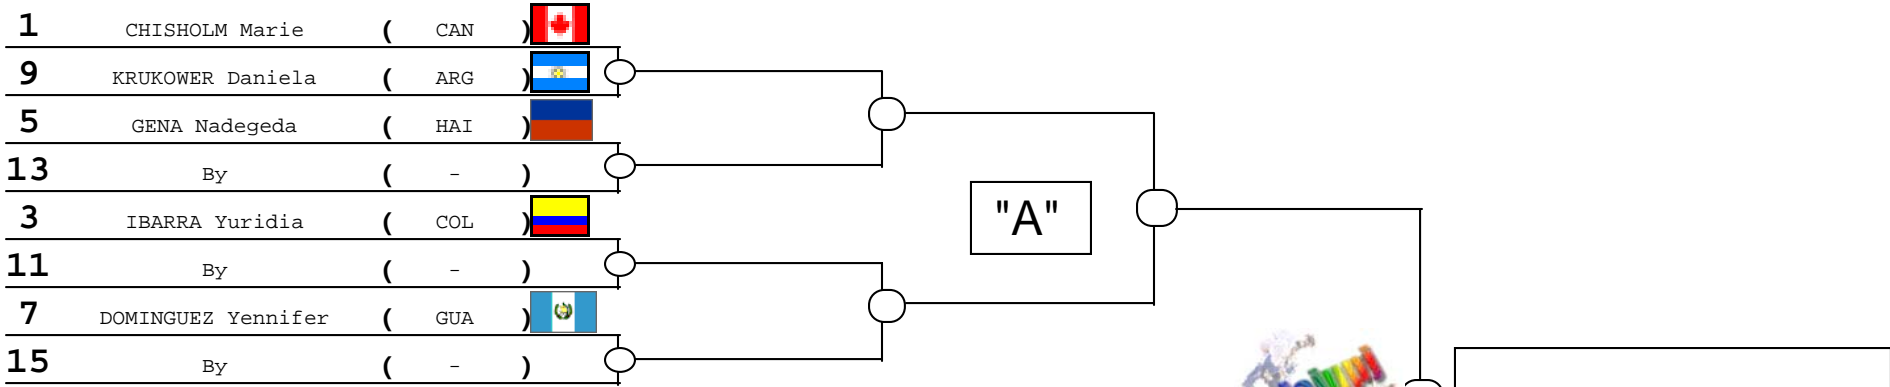 1 CHISHOLM Marie ( CAN )
9 KRUKOWER Daniela ( ARG )
5 GENA Nadegeda ( HAI )
13 By ( - )
3 IBARRA Yuridia ( COL )
11 By ( - )
7 DOMINGUEZ Yennifer ( GUA )
15 By ( - )
"A"